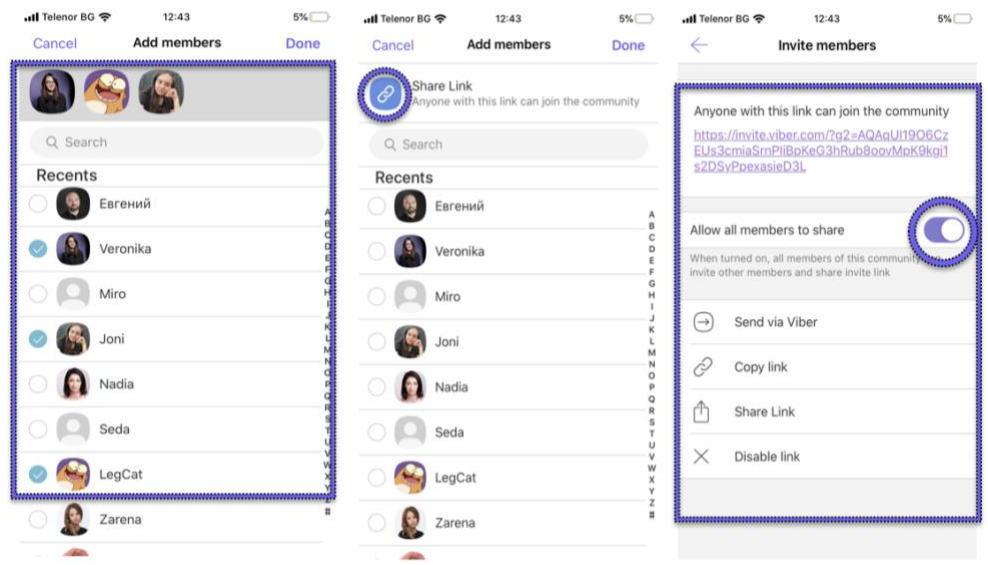 Telenor BG 12:43 5%
Cancel Add members Done
Search
Recents
Евгений
Veronika
Miro
Joni
Nadia
Seda
LegCat
Zarena
A
B
C
D
E
F
G
H
I
J
K
L
M
N
O
P
Q
R
S
T
U
V
W
X
Y
Z
#
Telenor BG 12:43 5%
Cancel Add members Done
Share Link
Anyone with this link can join the community
Search
Recents
Евгений
Veronika
Miro
Joni
Nadia
Seda
LegCat
Zarena
A
B
C
D
E
F
G
H
I
J
K
L
M
N
O
P
Q
R
S
T
U
V
W
X
Y
Z
#
Telenor BG 12:43 5%
Invite members
Anyone with this link can join the community
https://invite.viber.com/?g2=AQAqUI19O6Cz
EUs3cmiaSrnPliBpKeG3hRub8oovMpK9kgj1
s2DSyPpexasieD3L
Allow all members to share
When turned on, all members of this community
invite other members and share invite link
Send via Viber
Copy link
Share Link
Disable link